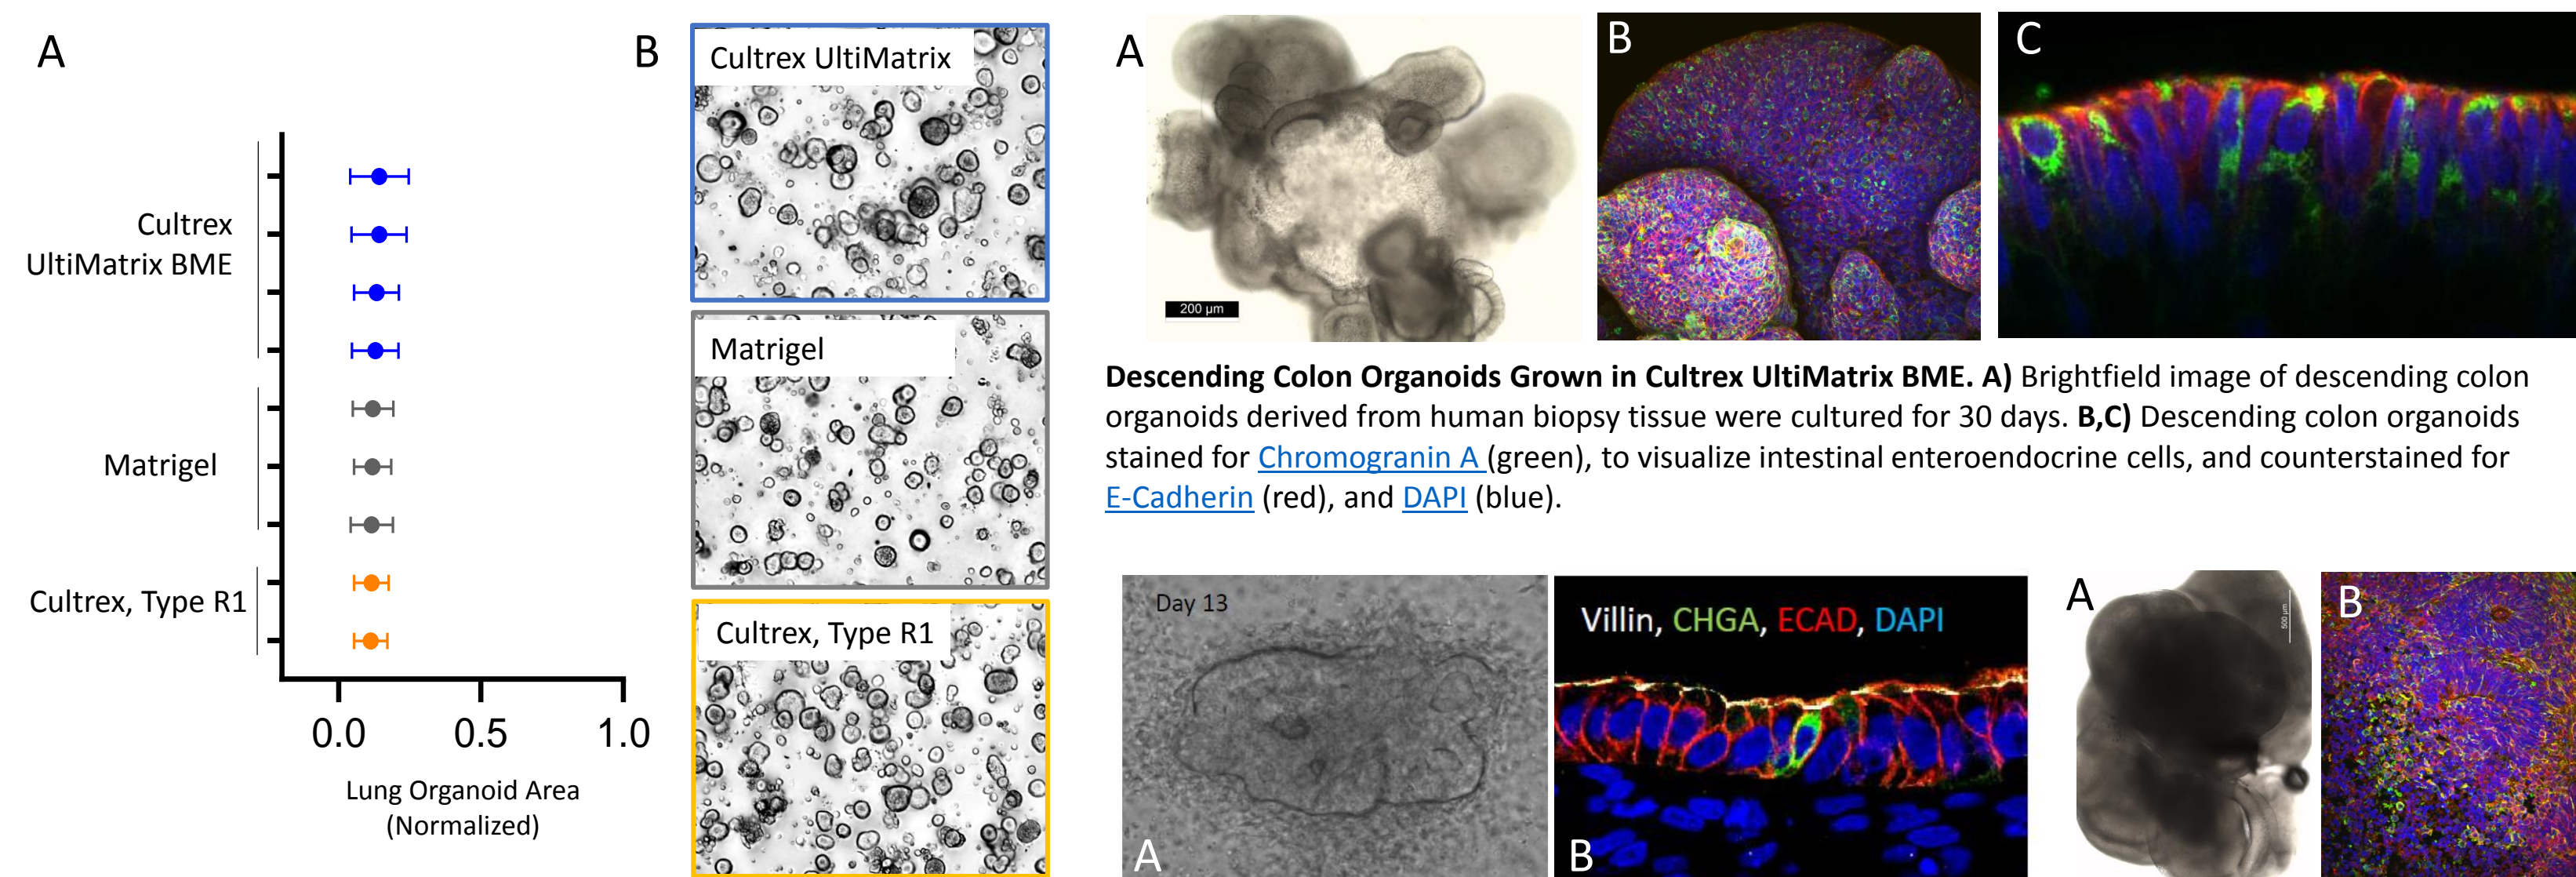 A
Cultrex
UltiMatrix BME
Matrigel
Cultrex, Type R1
0.0 0.5 1.0
Lung Organoid Area
(Normalized)
B
Cultrex UltiMatrix
Matrigel
Cultrex, Type R1
A
200 µm
B
C
Descending Colon Organoids Grown in Cultrex UltiMatrix BME. A) Brightfield image of descending colon
organoids derived from human biopsy tissue were cultured for 30 days. B,C) Descending colon organoids
stained for Chromogranin A (green), to visualize intestinal enteroendocrine cells, and counterstained for
E-Cadherin (red), and DAPI (blue).
Day 13
A
Villin, CHGA, ECAD, DAPI
B
A
500 µm
B